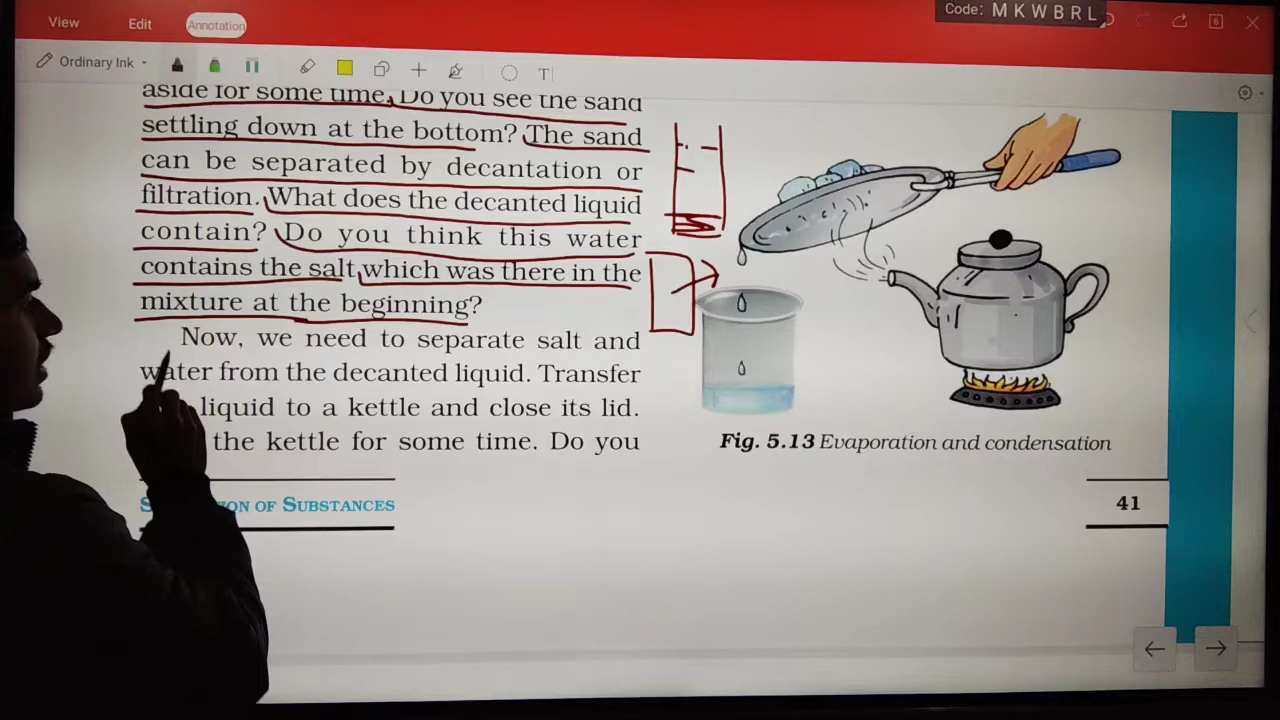 Code: M K W B R L
View Edit Annotation
Ordinary Ink
aside for some time. Do you see the sand
settling down at the bottom? The sand
can be separated by decantation or
filtration. What does the decanted liquid
contain? Do you think this water
contains the salt which was there in the
mixture at the beginning?
Now, we need to separate salt and
water from the decanted liquid. Transfer
liquid to a kettle and close its lid.
the kettle for some time. Do you
Fig. 5.13 Evaporation and condensation
OF SUBSTANCES
41